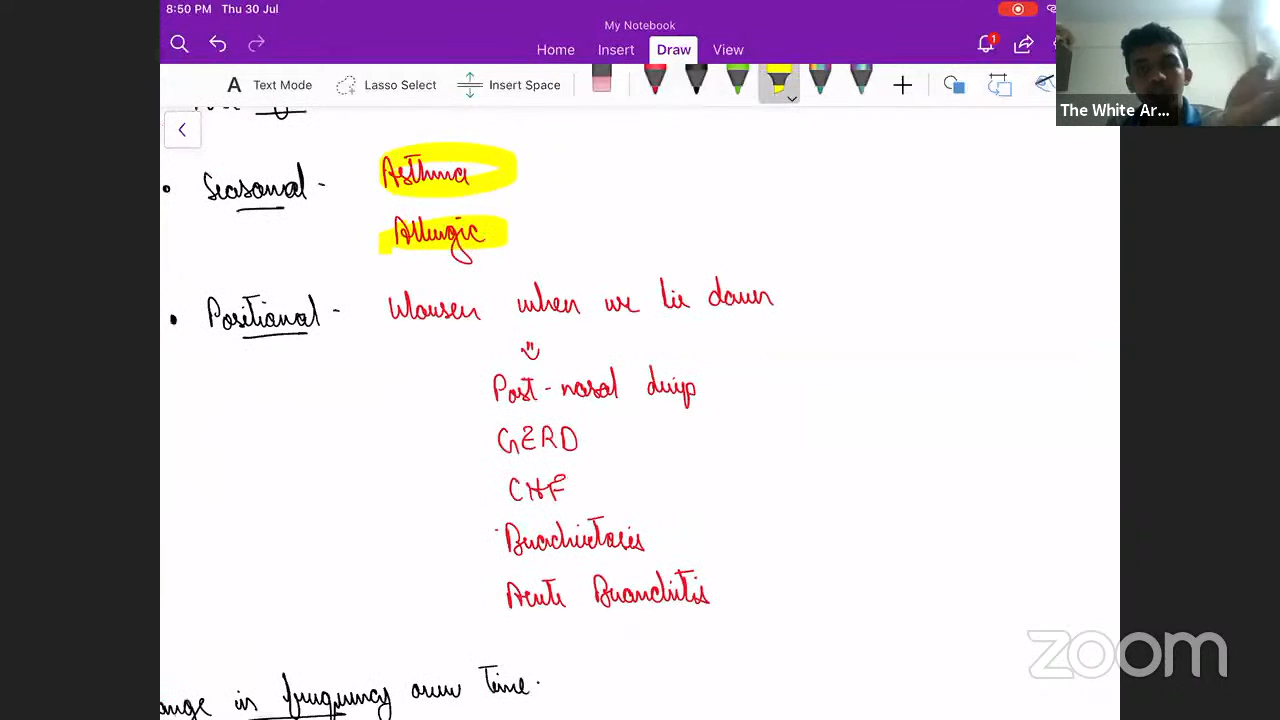 8:50 PM Thu 30 Jul
My Notebook
Home Insert Draw View
1
The White Ar...
A Text Mode Lasso Select Insert Space
• Seasonal - Asthma
Allergic
• Positional - Worsen when we lie down
Post-nasal drip
GERD
CHF
Bronchiectasis
Acute Bronchitis
zoom
ange in frequency over time.